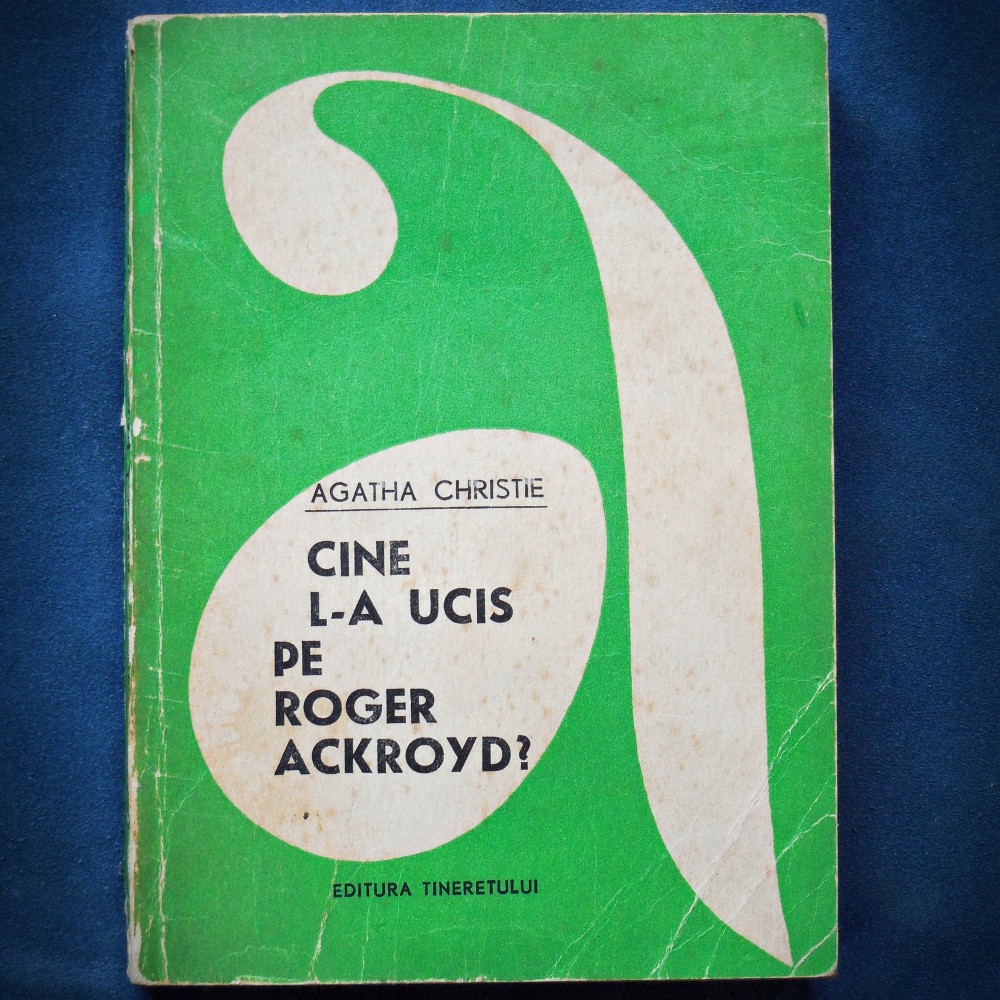 AGATHA CHRISTIE
CINE
L-A UCIS
PE
ROGER
ACKROYD?
EDITURA TINERETULUI